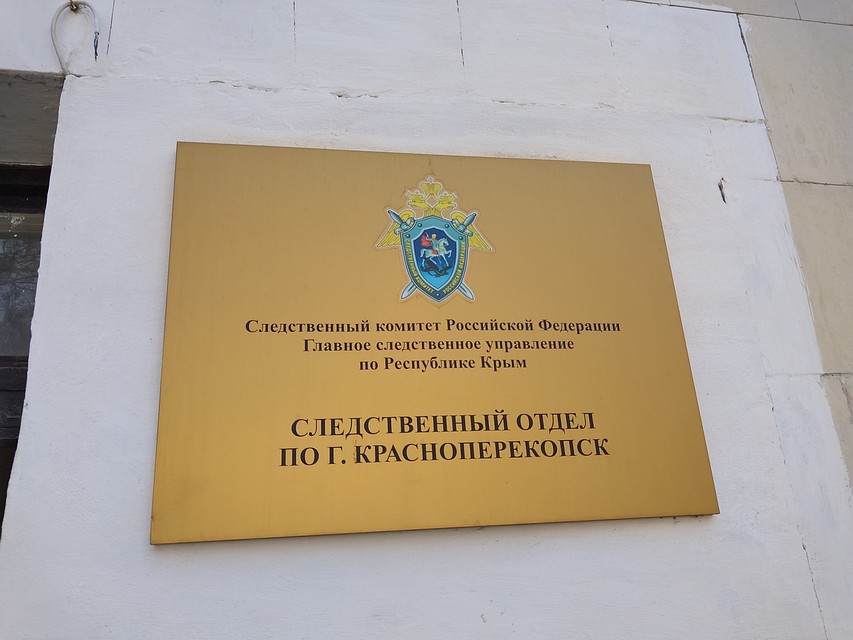 Следственный комитет Российской Федерации
Главное следственное управление
по Республике Крым
СЛЕДСТВЕННЫЙ ОТДЕЛ
ПО Г. КРАСНОПЕРЕКОПСК